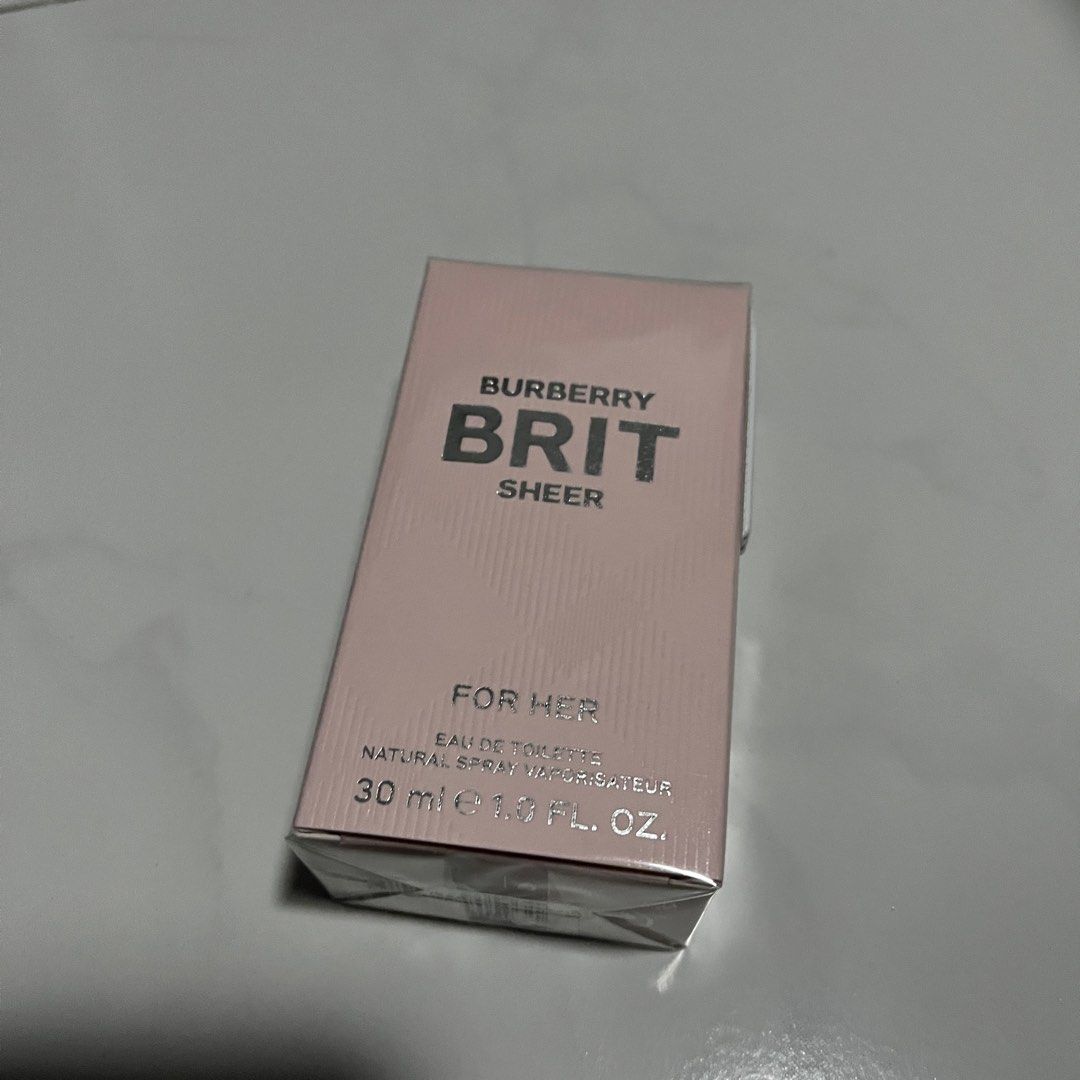 BURBERRY
BRIT
SHEER
FOR HER
EAU DE TOILETTE
NATURAL SPRAY VAPORISATEUR
30 ml ℮ 1.0 FL. OZ.